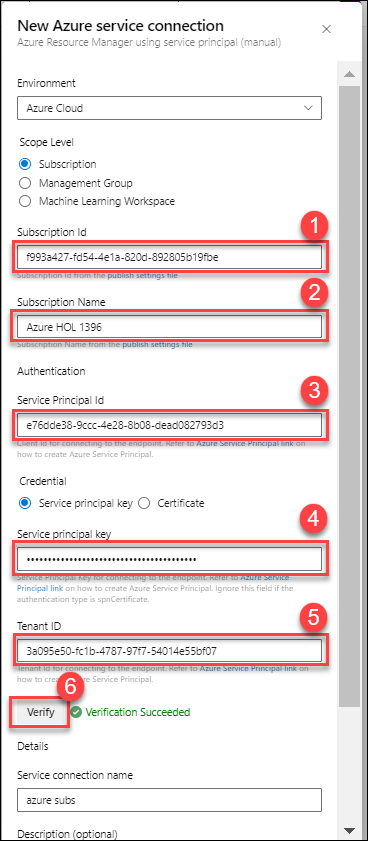 New Azure service connection
Azure Resource Manager using service principal (manual)
Environment
Azure Cloud
Scope Level
Subscription
Management Group
Machine Learning Workspace
1
Subscription Id
f993a427-fd54-4e1a-820d-892805b19fbe
Subscription Id from the publish settings file
2
Subscription Name
Azure HOL 1396
Subscription Name from the publish settings file
Authentication
3
Service Principal Id
e76dde38-9ccc-4e28-8b08-dead082793d3
Client Id for connecting to the endpoint. Refer to Azure Service Principal link on
how to create Azure Service Principal.
Credential
Service principal key Certificate
4
Service principal key
Service Principal Key for connecting to the endpoint. Refer to Azure Service
Principal link on how to create Azure Service Principal. Ignore this field if the
authentication type is spnCertificate.
5
Tenant ID
3a095e50-fc1b-4787-97f7-54014e55bf07
Tenant Id for connecting to the endpoint. Refer to Azure Service Principal link on
how to create Azure Service Principal.
6
Verify Verification Succeeded
Details
Service connection name
azure subs
Description (optional)